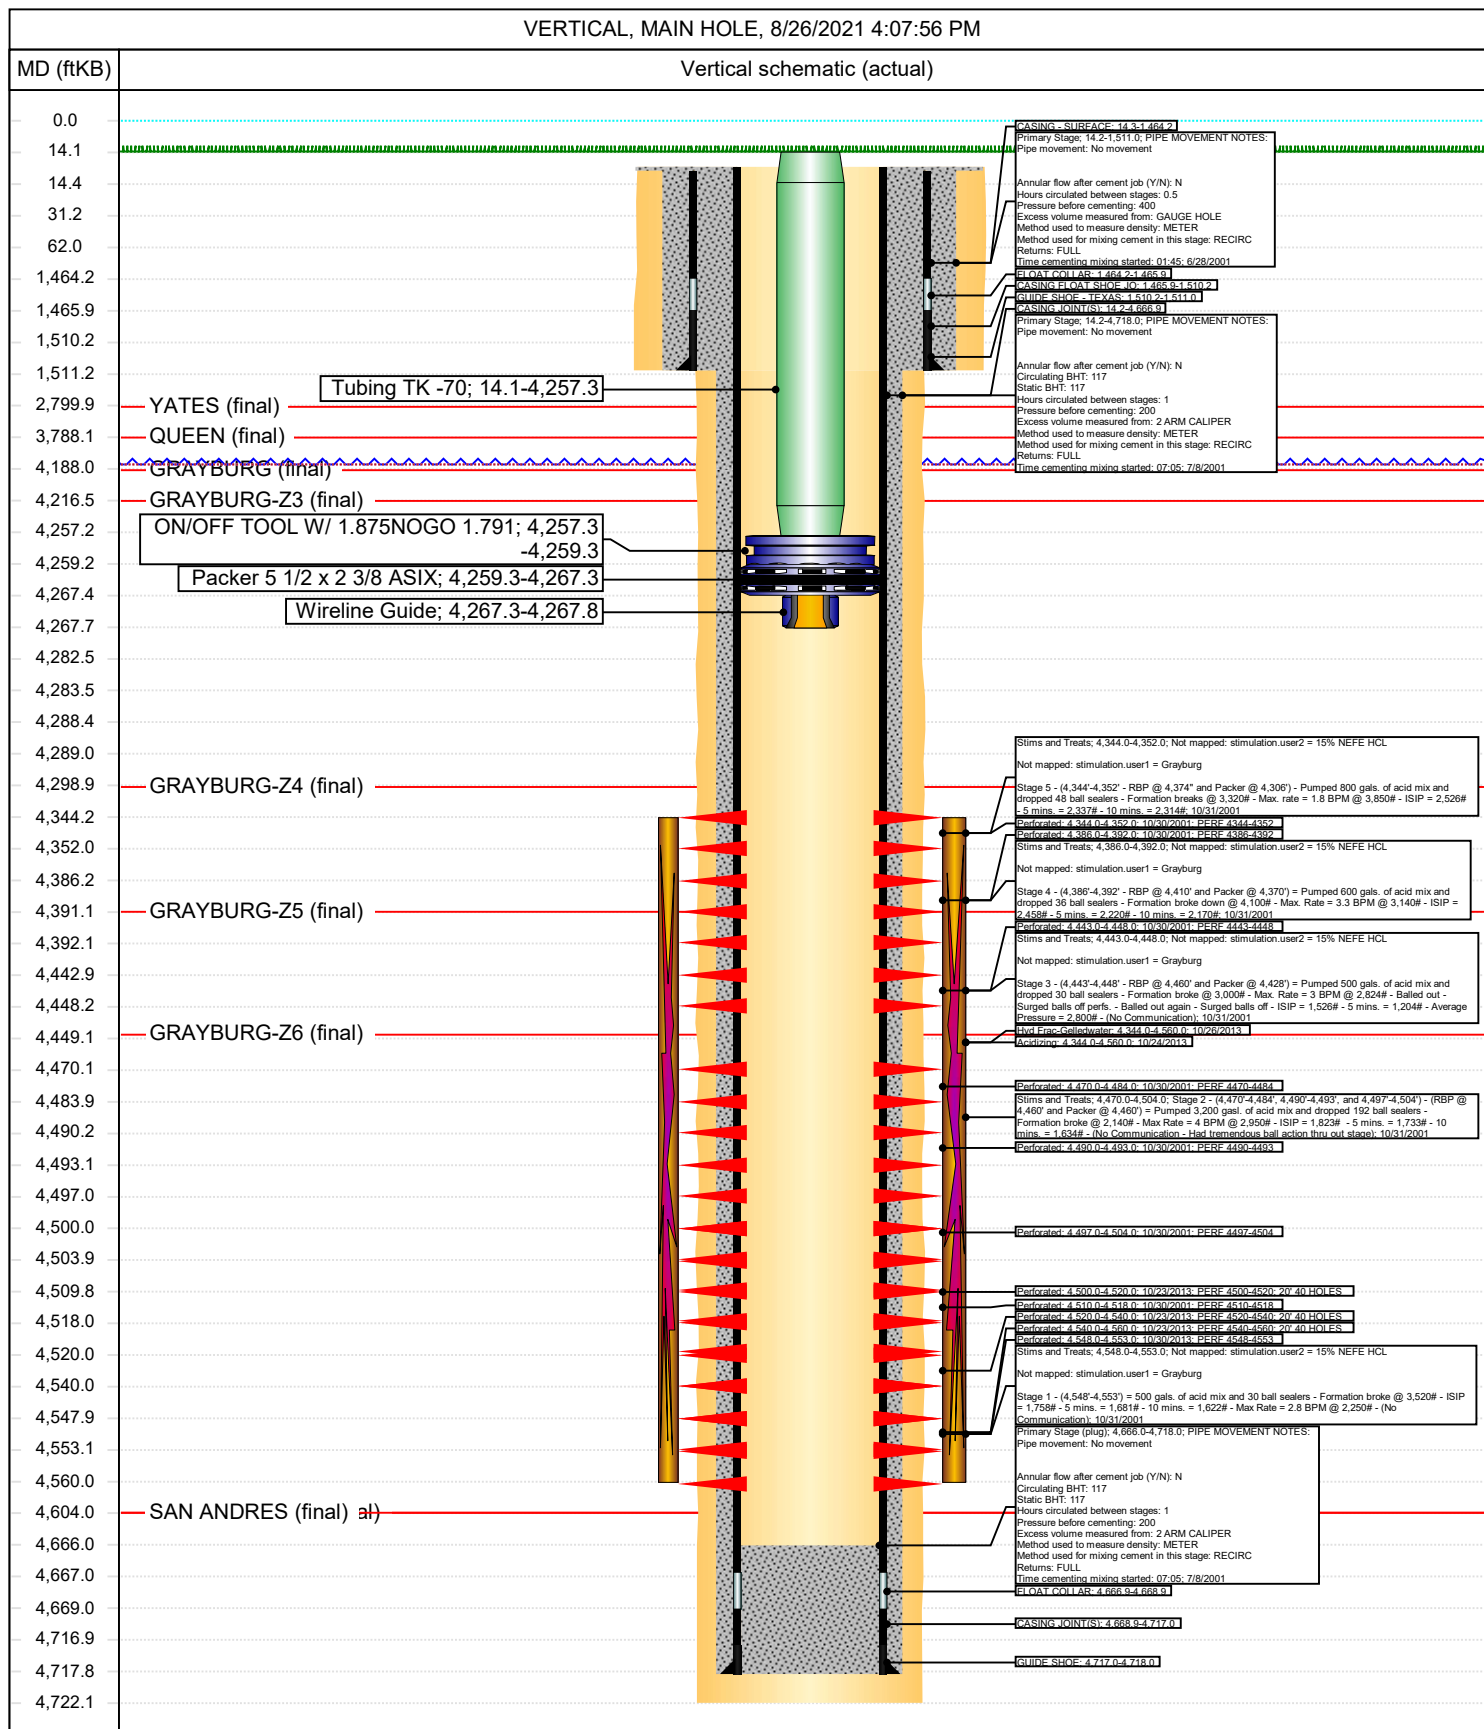 VERTICAL, MAIN HOLE, 8/26/2021 4:07:56 PM
MD (ftKB)
Vertical schematic (actual)
0.0
14.1
14.4
31.2
62.0
1,464.2
1,465.9
1,510.2
1,511.2
2,799.9
3,788.1
4,188.0
4,216.5
4,257.2
4,259.2
4,267.4
4,267.7
4,282.5
4,283.5
4,288.4
4,289.0
4,298.9
4,344.2
4,352.0
4,386.2
4,391.1
4,392.1
4,442.9
4,448.2
4,449.1
4,470.1
4,483.9
4,490.2
4,493.1
4,497.0
4,500.0
4,503.9
4,509.8
4,518.0
4,520.0
4,540.0
4,547.9
4,553.1
4,560.0
4,604.0
4,666.0
4,667.0
4,669.0
4,716.9
4,717.8
4,722.1
YATES (final)
QUEEN (final)
GRAYBURG (final)
GRAYBURG-Z3 (final)
GRAYBURG-Z4 (final)
GRAYBURG-Z5 (final)
GRAYBURG-Z6 (final)
SAN ANDRES (final) al)
Tubing TK -70; 14.1-4,257.3
ON/OFF TOOL W/ 1.875NOGO 1.791; 4,257.3
-4,259.3
Packer 5 1/2 x 2 3/8 ASIX; 4,259.3-4,267.3
Wireline Guide; 4,267.3-4,267.8
CASING - SURFACE; 14.3-1,464.2
Primary Stage; 14.2-1,511.0; PIPE MOVEMENT NOTES:
Pipe movement: No movement
Annular flow after cement job (Y/N): N
Hours circulated between stages: 0.5
Pressure before cementing: 400
Excess volume measured from: GAUGE HOLE
Method used to measure density: METER
Method used for mixing cement in this stage: RECIRC
Returns: FULL
Time cementing mixing started: 01:45; 6/28/2001
FLOAT COLLAR; 1,464.2-1,465.9
CASING FLOAT SHOE JO; 1,465.9-1,510.2
GUIDE SHOE - TEXAS; 1,510.2-1,511.0
CASING JOINT(S); 14.2-4,666.9
Primary Stage; 14.2-4,718.0; PIPE MOVEMENT NOTES:
Pipe movement: No movement
Annular flow after cement job (Y/N): N
Circulating BHT: 117
Static BHT: 117
Hours circulated between stages: 1
Pressure before cementing: 200
Excess volume measured from: 2 ARM CALIPER
Method used to measure density: METER
Method used for mixing cement in this stage: RECIRC
Returns: FULL
Time cementing mixing started: 07:05; 7/8/2001
Stims and Treats; 4,344.0-4,352.0; Not mapped: stimulation.user2 = 15% NEFE HCL
Not mapped: stimulation.user1 = Grayburg
Stage 5 - (4,344'-4,352' - RBP @ 4,374" and Packer @ 4,306') - Pumped 800 gals. of acid mix and
dropped 48 ball sealers - Formation breaks @ 3,320# - Max. rate = 1.8 BPM @ 3,850# - ISIP = 2,526#
- 5 mins. = 2,337# - 10 mins. = 2,314#; 10/31/2001
Perforated; 4,344.0-4,352.0; 10/30/2001; PERF 4344-4352
Perforated; 4,386.0-4,392.0; 10/30/2001; PERF 4386-4392
Stims and Treats; 4,386.0-4,392.0; Not mapped: stimulation.user2 = 15% NEFE HCL
Not mapped: stimulation.user1 = Grayburg
Stage 4 - (4,386'-4,392' - RBP @ 4,410' and Packer @ 4,370') = Pumped 600 gals. of acid mix and
dropped 36 ball sealers - Formation broke down @ 4,100# - Max. Rate = 3.3 BPM @ 3,140# - ISIP =
2,458# - 5 mins. = 2,220# - 10 mins. = 2,170#; 10/31/2001
Perforated; 4,443.0-4,448.0; 10/30/2001; PERF 4443-4448
Stims and Treats; 4,443.0-4,448.0; Not mapped: stimulation.user2 = 15% NEFE HCL
Not mapped: stimulation.user1 = Grayburg
Stage 3 - (4,443'-4,448' - RBP @ 4,460' and Packer @ 4,428') = Pumped 500 gals. of acid mix and
dropped 30 ball sealers - Formation broke @ 3,000# - Max. Rate = 3 BPM @ 2,824# - Balled out -
Surged balls off perfs. - Balled out again - Surged balls off - ISIP = 1,526# - 5 mins. = 1,204# - Average
Pressure = 2,800# - (No Communication); 10/31/2001
Hyd Frac-Gelledwater; 4,344.0-4,560.0; 10/26/2013
Acidizing; 4,344.0-4,560.0; 10/24/2013
Perforated; 4,470.0-4,484.0; 10/30/2001; PERF 4470-4484
Stims and Treats; 4,470.0-4,504.0; Stage 2 - (4,470'-4,484', 4,490'-4,493', and 4,497'-4,504') - (RBP @
4,460' and Packer @ 4,460') = Pumped 3,200 gasl. of acid mix and dropped 192 ball sealers -
Formation broke @ 2,140# - Max Rate = 4 BPM @ 2,950# - ISIP = 1,823# - 5 mins. = 1,733# - 10
mins. = 1,634# - (No Communication - Had tremendous ball action thru out stage); 10/31/2001
Perforated; 4,490.0-4,493.0; 10/30/2001; PERF 4490-4493
Perforated; 4,497.0-4,504.0; 10/30/2001; PERF 4497-4504
Perforated; 4,500.0-4,520.0; 10/23/2013; PERF 4500-4520; 20' 40 HOLES
Perforated; 4,510.0-4,518.0; 10/30/2001; PERF 4510-4518
Perforated; 4,520.0-4,540.0; 10/23/2013; PERF 4520-4540; 20' 40 HOLES
Perforated; 4,540.0-4,560.0; 10/23/2013; PERF 4540-4560; 20' 40 HOLES
Perforated; 4,548.0-4,553.0; 10/30/2013; PERF 4548-4553
Stims and Treats; 4,548.0-4,553.0; Not mapped: stimulation.user2 = 15% NEFE HCL
Not mapped: stimulation.user1 = Grayburg
Stage 1 - (4,548'-4,553') = 500 gals. of acid mix and 30 ball sealers - Formation broke @ 3,520# - ISIP
= 1,758# - 5 mins. = 1,681# - 10 mins. = 1,622# - Max Rate = 2.8 BPM @ 2,250# - (No
Communication); 10/31/2001
Primary Stage (plug); 4,666.0-4,718.0; PIPE MOVEMENT NOTES:
Pipe movement: No movement
Annular flow after cement job (Y/N): N
Circulating BHT: 117
Static BHT: 117
Hours circulated between stages: 1
Pressure before cementing: 200
Excess volume measured from: 2 ARM CALIPER
Method used to measure density: METER
Method used for mixing cement in this stage: RECIRC
Returns: FULL
Time cementing mixing started: 07:05; 7/8/2001
FLOAT COLLAR; 4,666.9-4,668.9
CASING JOINT(S); 4,668.9-4,717.0
GUIDE SHOE; 4,717.0-4,718.0